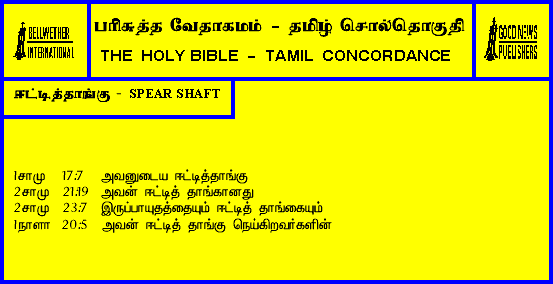 BELLWETHER
INTERNATIONAL
பரிசுத்த வேதாகமம் - தமிழ் சொல்தொகுதி
THE HOLY BIBLE - TAMIL CONCORDANCE
GOOD NEWS
PUBLISHERS
ஈட்டித்தாங்கு - SPEAR SHAFT
1சாமு 17:7 அவனுடைய ஈட்டித்தாங்கு
2சாமு 21:19 அவன் ஈட்டித் தாங்கானது
2சாமு 23:7 இருப்பாயுதத்தையும் ஈட்டித் தாங்கையும்
1நாளா 20:5 அவன் ஈட்டித் தாங்கு நெய்கிறவர்களின்